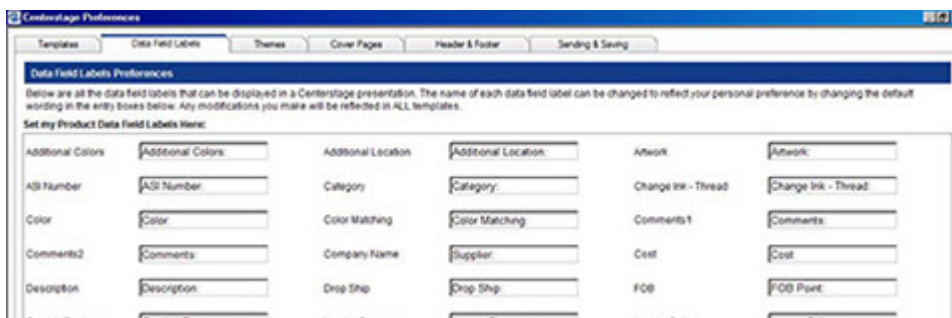 Centerstage Preferences
Templates Data Field Labels Themes Cover Pages Header & Footer Sending & Saving
Data Field Labels Preferences
Below are all the data field labels that can be displayed in a Centerstage presentation. The name of each data field label can be changed to reflect your personal preference by changing the default
wording in the entry boxes below. Any modifications you make will be reflected in ALL templates.
Set my Product Data Field Labels Here:
Additional Colors Additional Colors: Additional Location Additional Location: Artwork Artwork:
ASI Number ASI Number: Category Category: Change Ink - Thread Change Ink - Thread:
Color Color: Color Matching Color Matching: Comments1 Comments:
Comments2 Comments: Company Name Supplier: Cost Cost
Description Description: Drop Ship Drop Ship: FOB FOB Point: